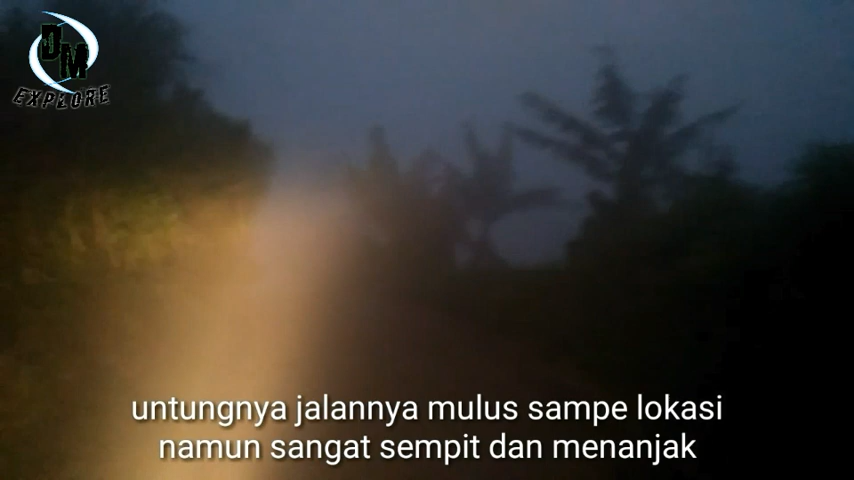 DM
EXPLORE
untungnya jalannya mulus sampe lokasi
namun sangat sempit dan menanjak